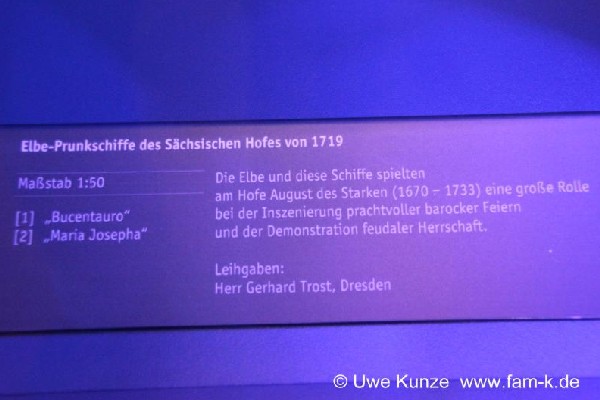 Elbe-Prunkschiffe des Sächsischen Hofes von 1719
Maßstab 1:50
[1] „Bucentauro“
[2] „Maria Josepha“
Die Elbe und diese Schiffe spielten
am Hofe August des Starken (1670 – 1733) eine große Rolle
bei der Inszenierung prachtvoller barocker Feiern
und der Demonstration feudaler Herrschaft.
Leihgaben:
Herr Gerhard Trost, Dresden
© Uwe Kunze www.fam-k.de